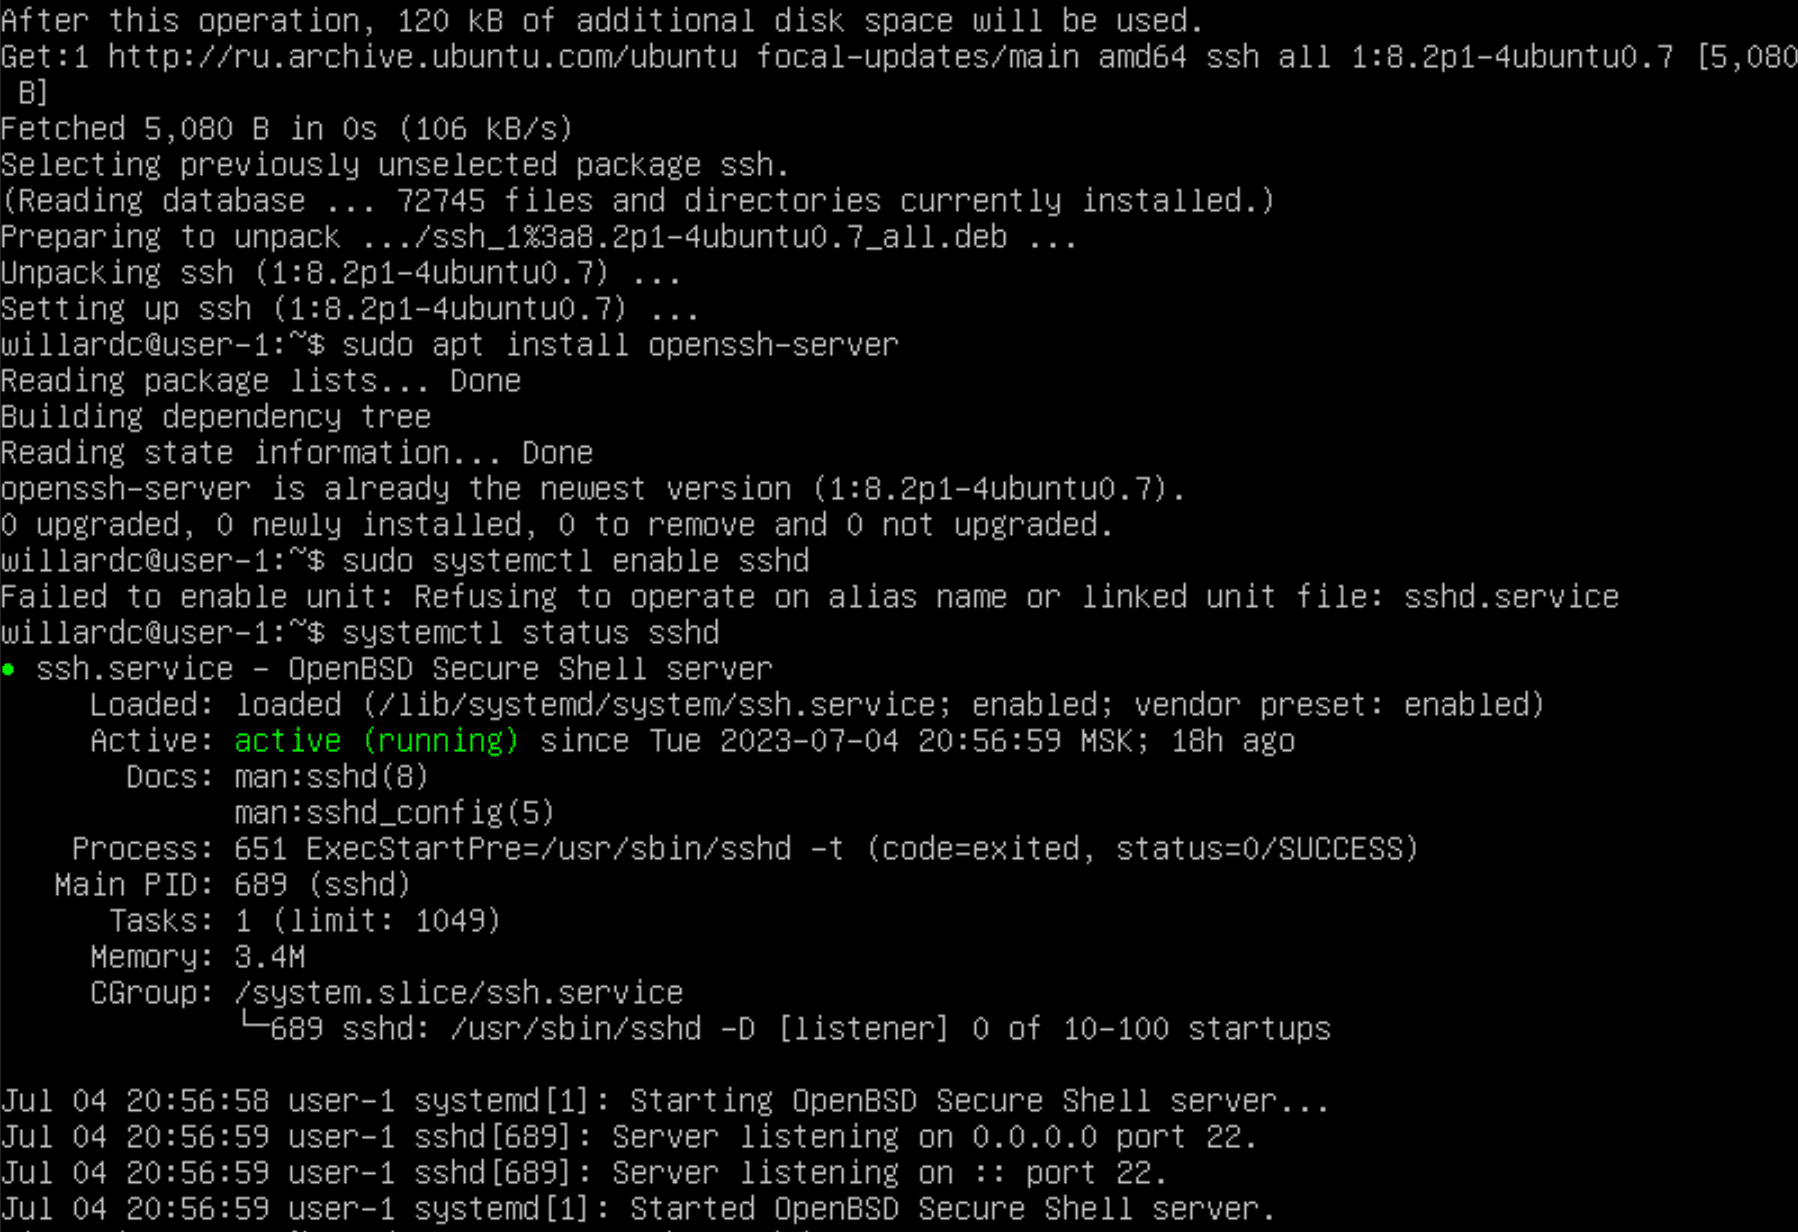 After this operation, 120 kB of additional disk space will be used.
Get:1 http://ru.archive.ubuntu.com/ubuntu focal-updates/main amd64 ssh all 1:8.2p1-4ubuntu0.7 [5,080
 B]
Fetched 5,080 B in 0s (106 kB/s)
Selecting previously unselected package ssh.
(Reading database ... 72745 files and directories currently installed.)
Preparing to unpack .../ssh_1%3a8.2p1-4ubuntu0.7_all.deb ...
Unpacking ssh (1:8.2p1-4ubuntu0.7) ...
Setting up ssh (1:8.2p1-4ubuntu0.7) ...
willardc@user-1:~$ sudo apt install openssh-server
Reading package lists... Done
Building dependency tree
Reading state information... Done
openssh-server is already the newest version (1:8.2p1-4ubuntu0.7).
0 upgraded, 0 newly installed, 0 to remove and 0 not upgraded.
willardc@user-1:~$ sudo systemctl enable sshd
Failed to enable unit: Refusing to operate on alias name or linked unit file: sshd.service
willardc@user-1:~$ systemctl status sshd
● ssh.service - OpenBSD Secure Shell server
     Loaded: loaded (/lib/systemd/system/ssh.service; enabled; vendor preset: enabled)
     Active: active (running) since Tue 2023-07-04 20:56:59 MSK; 18h ago
       Docs: man:sshd(8)
             man:sshd_config(5)
    Process: 651 ExecStartPre=/usr/sbin/sshd -t (code=exited, status=0/SUCCESS)
   Main PID: 689 (sshd)
      Tasks: 1 (limit: 1049)
     Memory: 3.4M
     CGroup: /system.slice/ssh.service
             └─689 sshd: /usr/sbin/sshd -D [listener] 0 of 10-100 startups

Jul 04 20:56:58 user-1 systemd[1]: Starting OpenBSD Secure Shell server...
Jul 04 20:56:59 user-1 sshd[689]: Server listening on 0.0.0.0 port 22.
Jul 04 20:56:59 user-1 sshd[689]: Server listening on :: port 22.
Jul 04 20:56:59 user-1 systemd[1]: Started OpenBSD Secure Shell server.